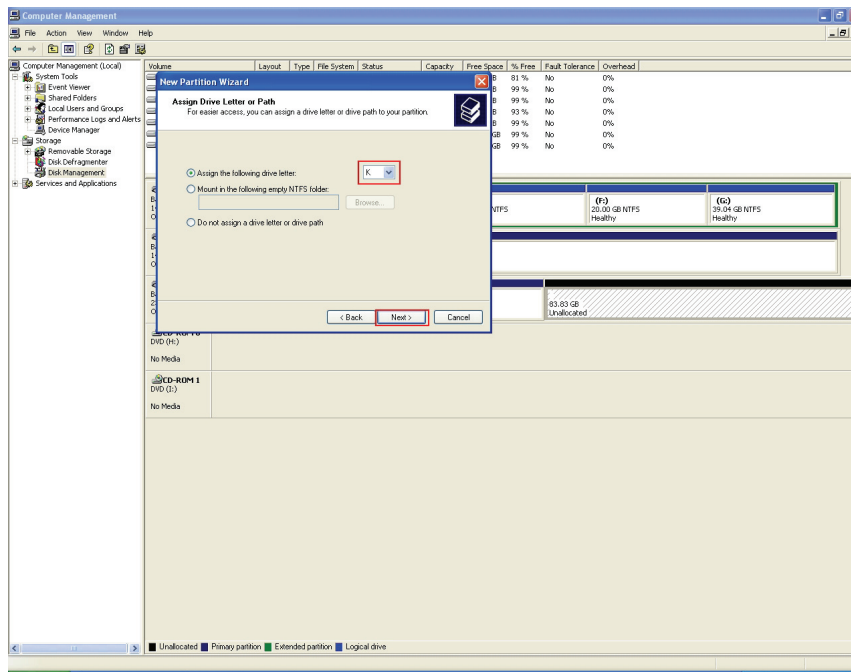 Computer Management
File Action View Window Help
Computer Management (Local)
System Tools
Event Viewer
Shared Folders
Local Users and Groups
Performance Logs and Alerts
Device Manager
Storage
Removable Storage
Disk Defragmenter
Disk Management
Services and Applications
Volume Layout Type File System Status Capacity Free Space % Free Fault Tolerance Overhead
B 81 % No 0%
B 99 % No 0%
B 99 % No 0%
B 93 % No 0%
B 99 % No 0%
GB 99 % No 0%
GB 99 % No 0%
New Partition Wizard
Assign Drive Letter or Path
For easier access, you can assign a drive letter or drive path to your partition.
Assign the following drive letter: K
Mount in the following empty NTFS folder:
Browse...
Do not assign a drive letter or drive path
< Back Next > Cancel
NTFS
(F:)
20.00 GB NTFS
Healthy
(G:)
39.04 GB NTFS
Healthy
83.83 GB
Unallocated
DVD (H:)
No Media
CD-ROM 1
DVD (I:)
No Media
Unallocated Primary partition Extended partition Logical drive